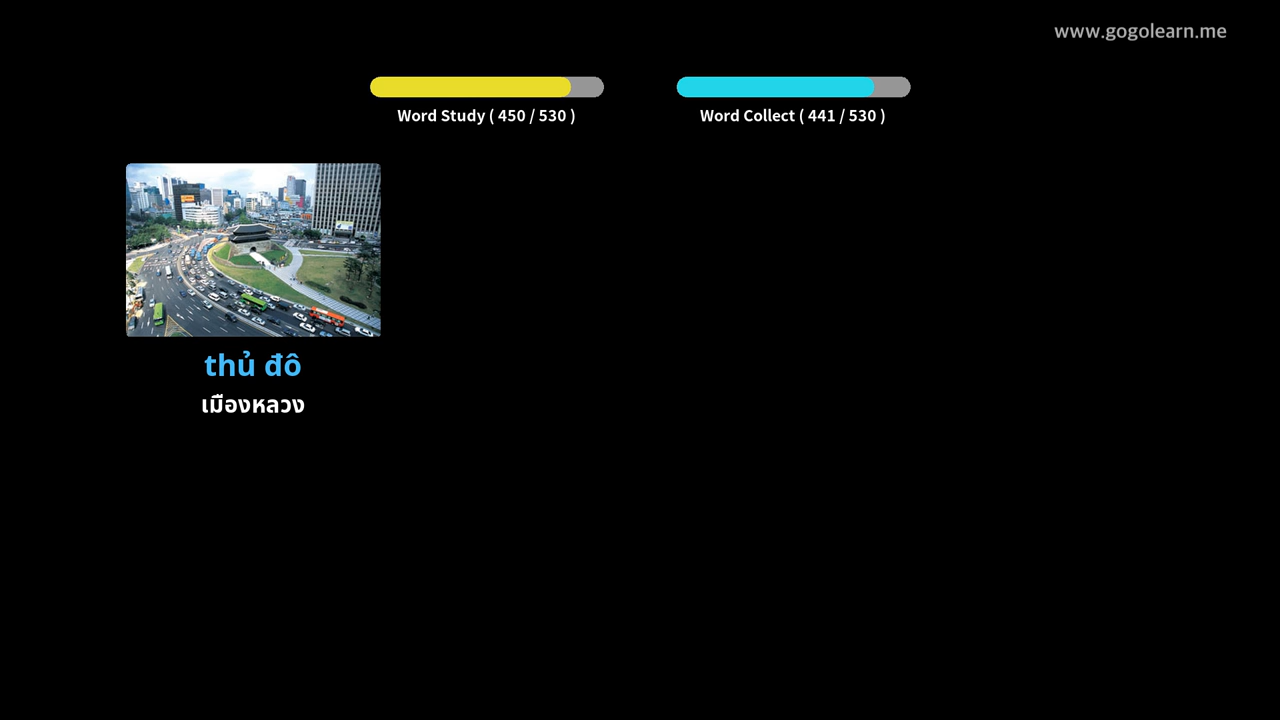 www.gogolearn.me
Word Study ( 450 / 530 )
Word Collect ( 441 / 530 )
thủ đô
เมืองหลวง